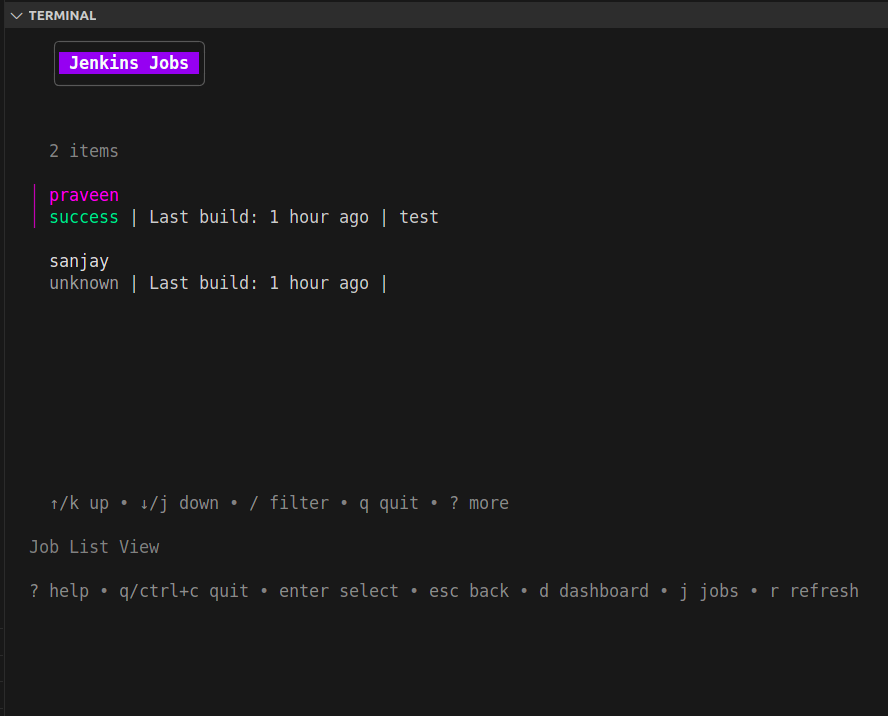 TERMINAL
Jenkins Jobs
2 items
praveen
success | Last build: 1 hour ago | test
sanjay
unknown | Last build: 1 hour ago |
↑/k up • ↓/j down • / filter • q quit • ? more
Job List View
? help • q/ctrl+c quit • enter select • esc back • d dashboard • j jobs • r refresh